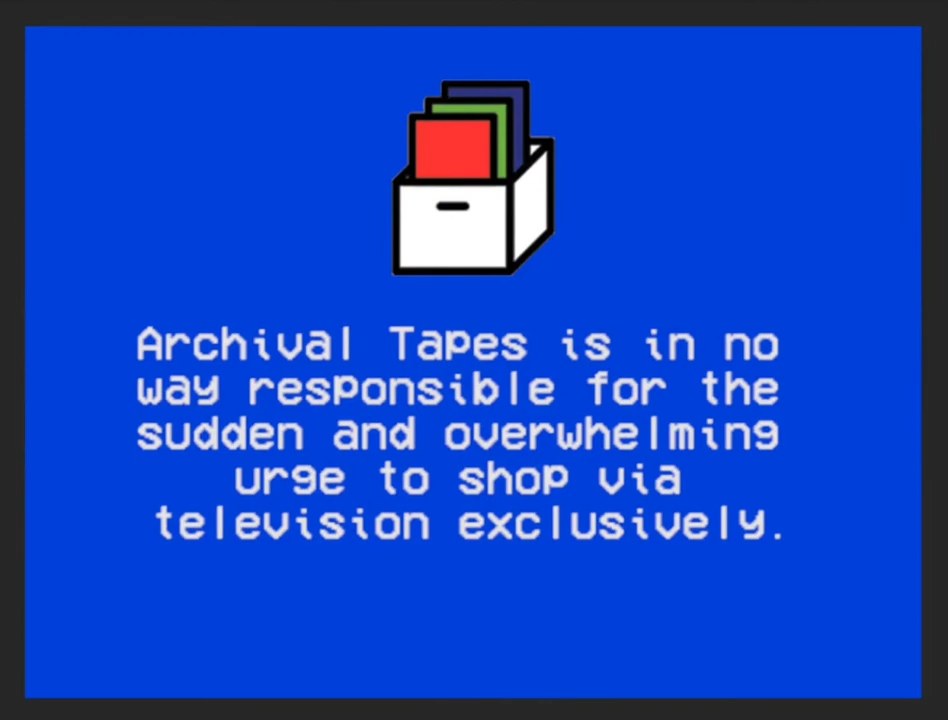 Archival Tapes is in no
way responsible for the
sudden and overwhelming
urge to shop via
television exclusively.